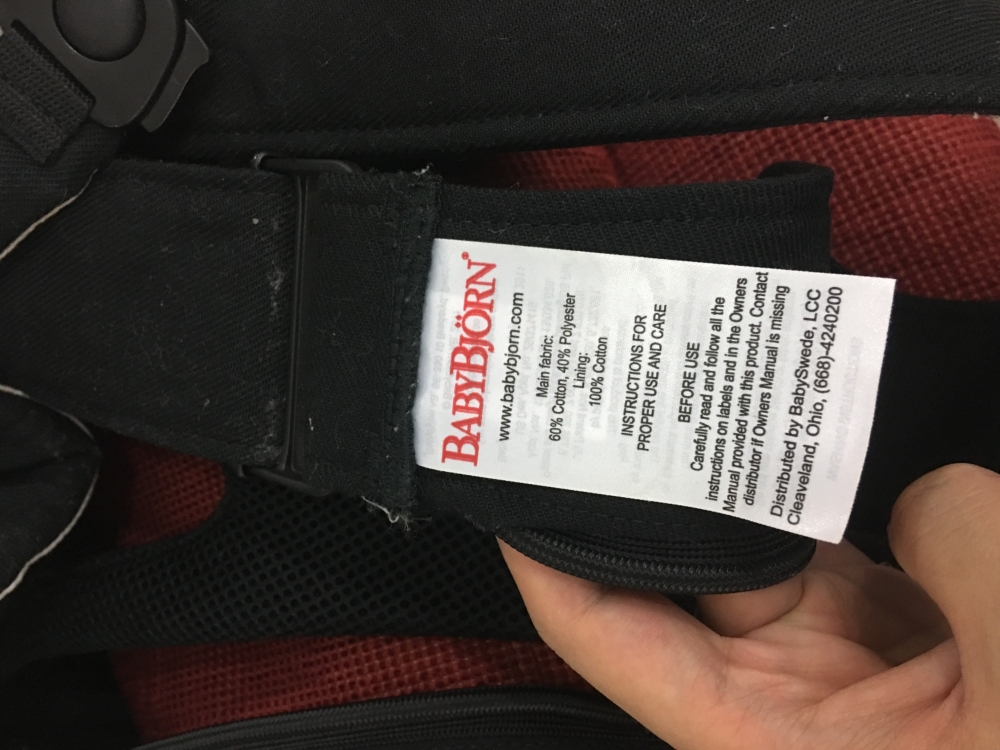 BABYBJÖRN®
www.babybjorn.com
Main fabric:
60% Cotton, 40% Polyester
Lining:
100% Cotton
INSTRUCTIONS FOR
PROPER USE AND CARE
BEFORE USE
Carefully read and follow all the
instructions on labels and in the Owners
Manual provided with this product. Contact
distributor if Owners Manual is missing
Distributed by BabySwede, LCC
Cleaveland, Ohio, (668)-4240200